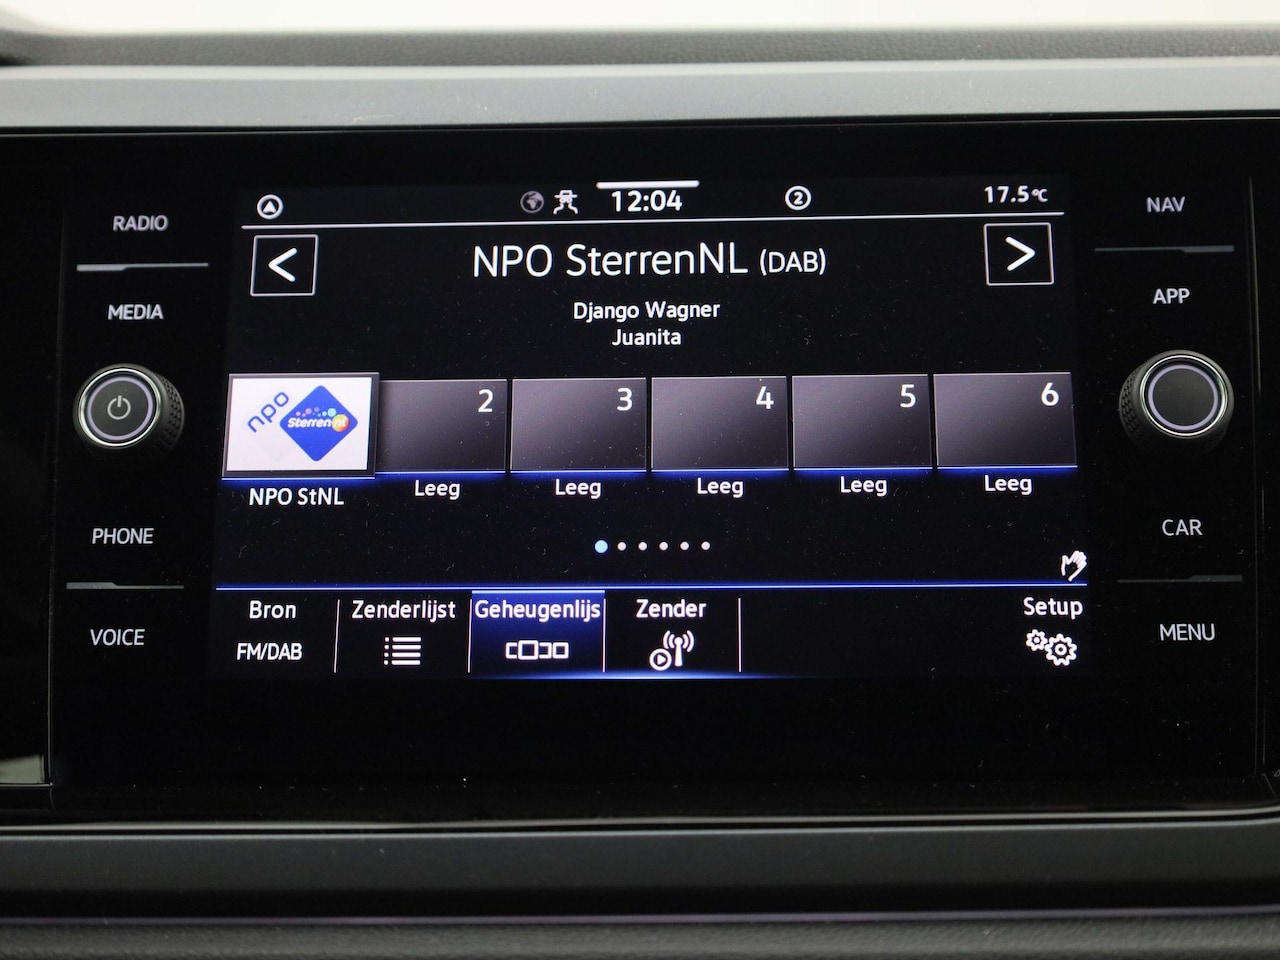 RADIO
MEDIA
PHONE
VOICE
12:04
2
17.5°C
<
NPO SterrenNL (DAB)
>
Django Wagner
Juanita
npo Sterren nl
2
3
4
5
6
NPO StNL
Leeg
Leeg
Leeg
Leeg
Leeg
Bron
FM/DAB
Zenderlijst
Geheugenlijs
Zender
Setup
NAV
APP
CAR
MENU